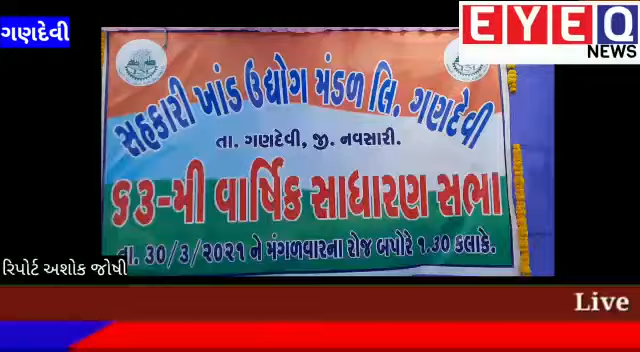 ગણદેવી
EYEQ
NEWS
સહકારી ખાંડ ઉદ્યોગ મંડળ લિ. ગણદેવી
તા. ગણદેવી, જી. નવસારી.
૬૩-મી વાર્ષિક સાધારણ સભા
તા. ૩૦/૩/૨૦૨૧ ને મંગળવારના રોજ બપોરે ૧.૩૦ કલાકે.
રિપોર્ટ અશોક જોષી
Live